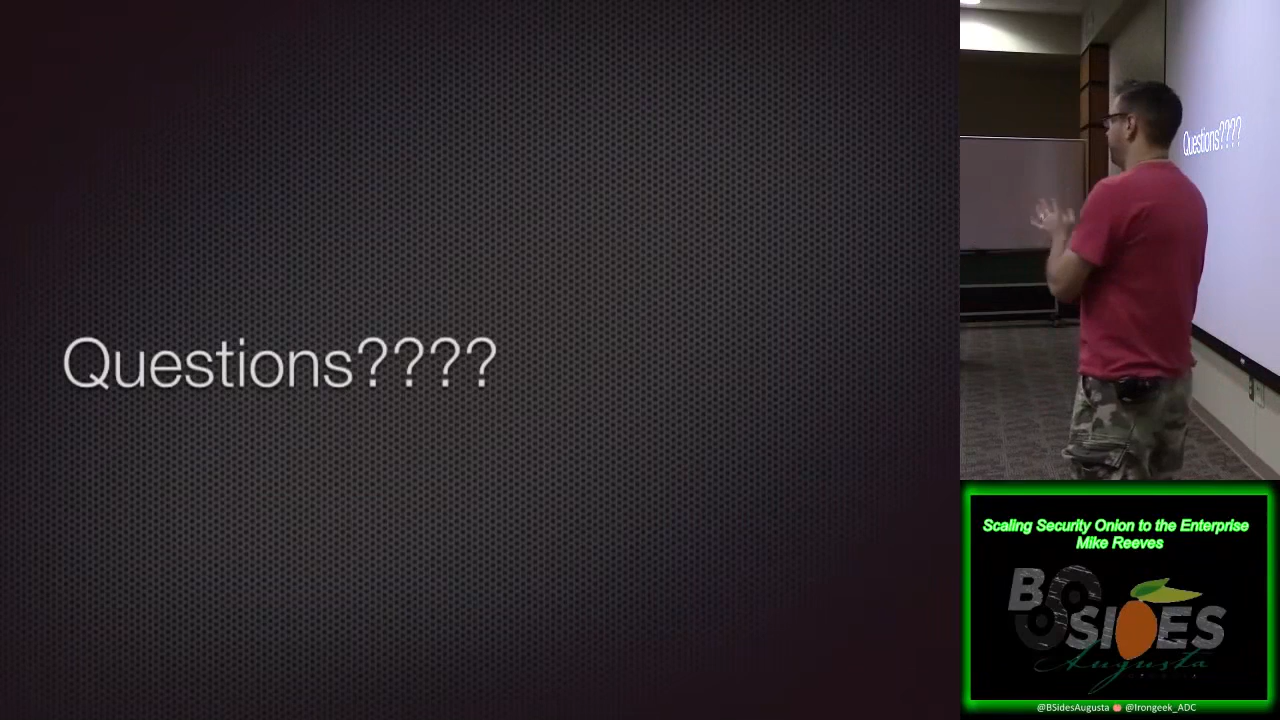 Questions????
Questions????
Scaling Security Onion to the Enterprise
Mike Reeves
BSIDES
Augusta
@BSidesAugusta @Irongeek_ADC